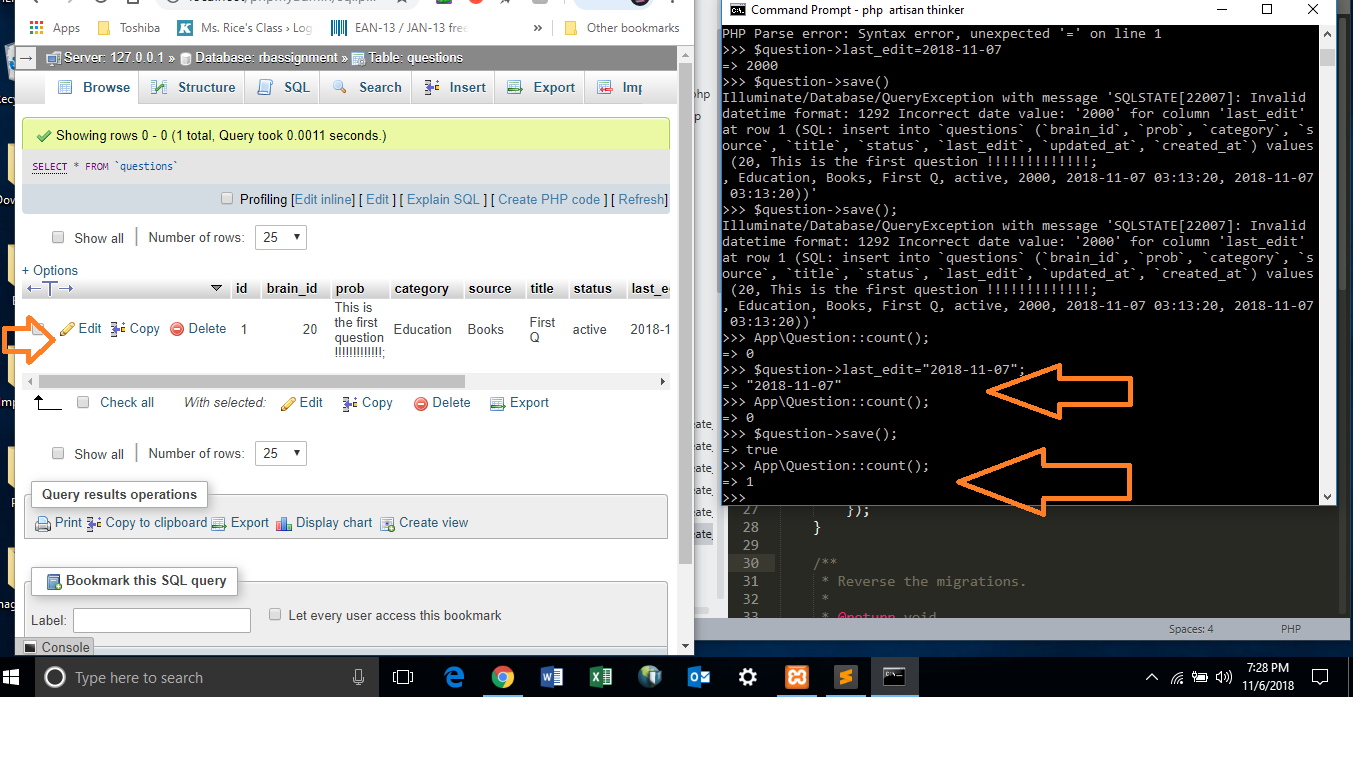 Apps
Toshiba
Ms. Rice's Class › Log
EAN-13 / JAN-13 free
»
Other bookmarks
Server: 127.0.0.1 » Database: rbassignment » Table: questions
Browse
Structure
SQL
Search
Insert
Export
Imp
Showing rows 0 - 0 (1 total, Query took 0.0011 seconds.)
SELECT * FROM `questions`
Profiling [Edit inline] [ Edit ] [ Explain SQL ] [ Create PHP code ] [ Refresh]
Show all
Number of rows:
25
+ Options
id brain_id prob category source title status last_e
Edit Copy Delete 1 20
This is
the first
question
!!!!!!!!!!!!!;
Education
Books
First
Q
active
2018-1
Check all
With selected:
Edit
Copy
Delete
Export
Show all
Number of rows:
25
Query results operations
Print
Copy to clipboard
Export
Display chart
Create view
Bookmark this SQL query
Label:
Let every user access this bookmark
Console
Command Prompt - php  artisan thinker
PHP Parse error: Syntax error, unexpected '=' on line 1
>>> $question->last_edit=2018-11-07
=> 2000
>>> $question->save()
Illuminate/Database/QueryException with message 'SQLSTATE[22007]: Invalid
datetime format: 1292 Incorrect date value: '2000' for column 'last_edit'
at row 1 (SQL: insert into `questions` (`brain_id`, `prob`, `category`, `s
ource`, `title`, `status`, `last_edit`, `updated_at`, `created_at`) values
(20, This is the first question !!!!!!!!!!!!!;
, Education, Books, First Q, active, 2000, 2018-11-07 03:13:20, 2018-11-07
03:13:20))'
>>> $question->save();
Illuminate/Database/QueryException with message 'SQLSTATE[22007]: Invalid
datetime format: 1292 Incorrect date value: '2000' for column 'last_edit'
at row 1 (SQL: insert into `questions` (`brain_id`, `prob`, `category`, `s
ource`, `title`, `status`, `last_edit`, `updated_at`, `created_at`) values
(20, This is the first question !!!!!!!!!!!!!;
, Education, Books, First Q, active, 2000, 2018-11-07 03:13:20, 2018-11-07
03:13:20))'
>>> App\Question::count();
=> 0
>>> $question->last_edit="2018-11-07";
=> "2018-11-07"
>>> App\Question::count();
=> 0
>>> $question->save();
=> true
>>> App\Question::count();
=> 1
>>>
27 });
28 }
29
30 /**
31 * Reverse the migrations.
32 *
33 * @return void
Spaces: 4
PHP
Type here to search
7:28 PM
11/6/2018